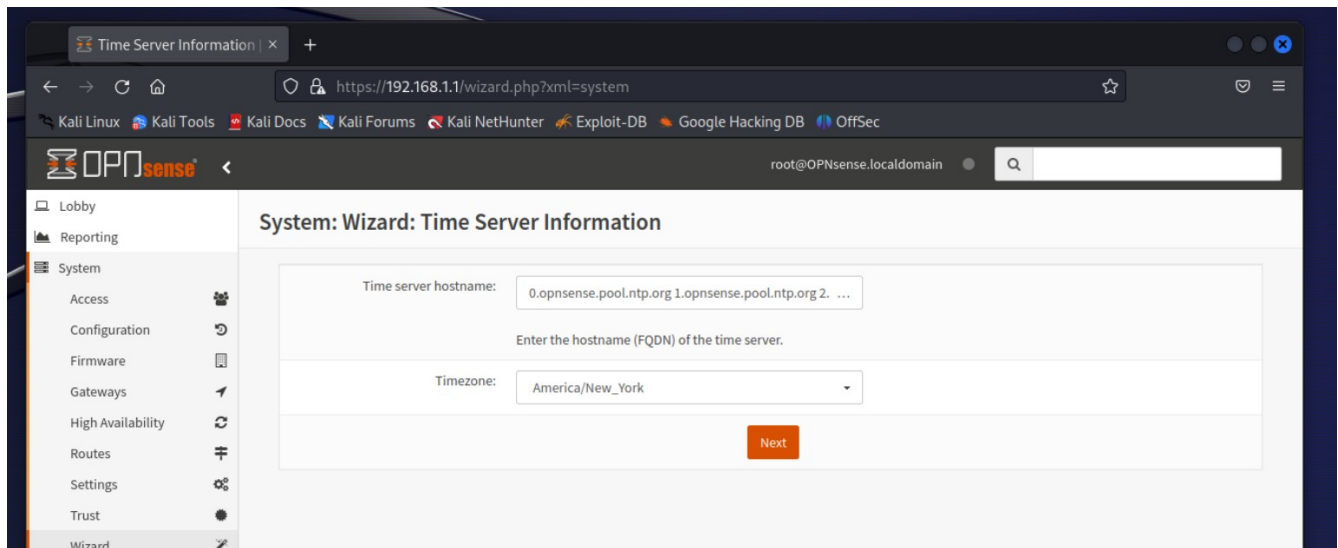 Time Server Information |
https://192.168.1.1/wizard.php?xml=system
Kali Linux Kali Tools Kali Docs Kali Forums Kali NetHunter Exploit-DB Google Hacking DB OffSec
OPNsense root@OPNsense.localdomain
Lobby
Reporting
System
Access
Configuration
Firmware
Gateways
High Availability
Routes
Settings
Trust
Wizard
System: Wizard: Time Server Information
Time server hostname: 0.opnsense.pool.ntp.org 1.opnsense.pool.ntp.org 2. ...
Enter the hostname (FQDN) of the time server.
Timezone: America/New_York
Next